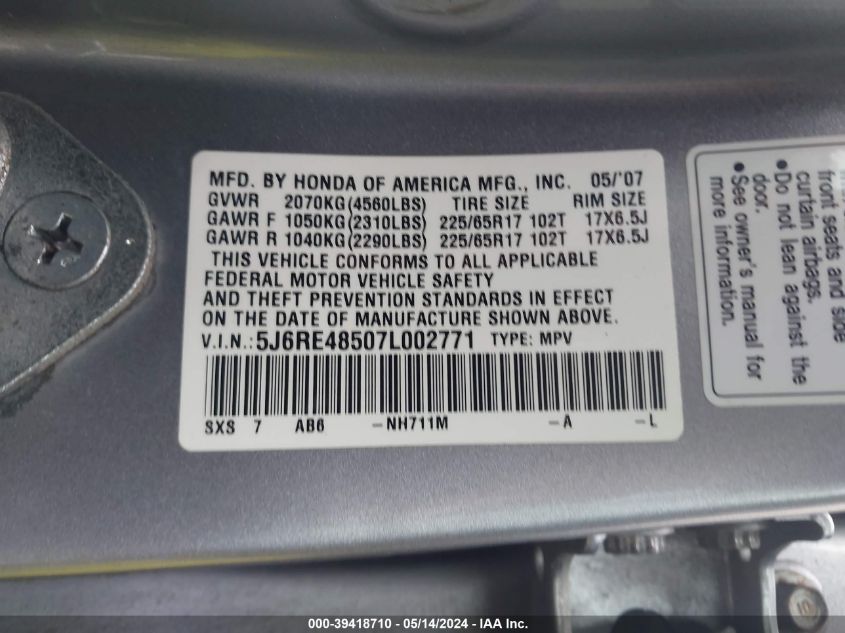 MFD. BY HONDA OF AMERICA MFG., INC. 05/'07
GVWR 2070KG(4560LBS) TIRE SIZE RIM SIZE
GAWR F 1050KG(2310LBS) 225/65R17 102T 17X6.5J
GAWR R 1040KG(2290LBS) 225/65R17 102T 17X6.5J
THIS VEHICLE CONFORMS TO ALL APPLICABLE
FEDERAL MOTOR VEHICLE SAFETY
AND THEFT PREVENTION STANDARDS IN EFFECT
ON THE DATE OF MANUFACTURE SHOWN ABOVE.
V.I.N.:5J6RE48507L002771 TYPE: MPV
SXS 7 AB6 -NH711M -A -L
front seats and side
curtain airbags.
• Do not lean against the
door.
• See owner's manual for
more information.
10
000-39418710 - 05/14/2024 - IAA Inc.